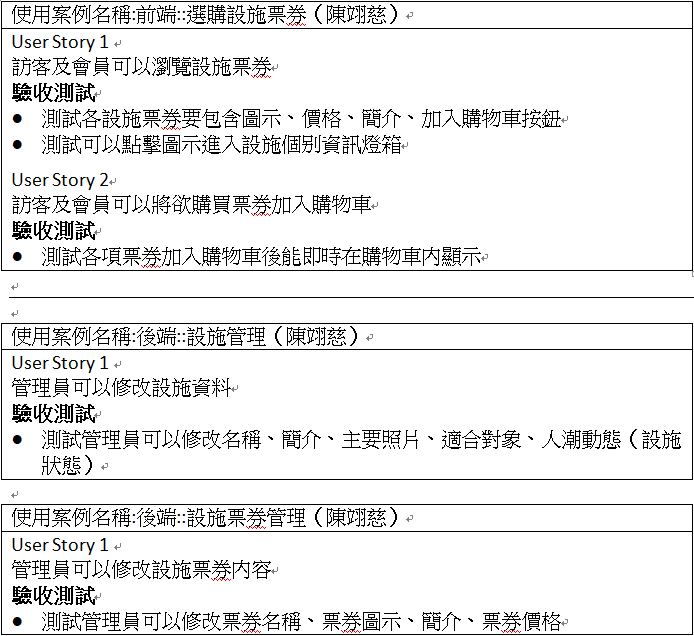 使用案例名稱:前端::選購設施票券（陳翊慈）
User Story 1
訪客及會員可以瀏覽設施票券
驗收測試
● 測試各設施票券要包含圖示、價格、簡介、加入購物車按鈕
● 測試可以點擊圖示進入設施個別資訊燈箱
User Story 2
訪客及會員可以將欲購買票券加入購物車
驗收測試
● 測試各項票券加入購物車後能即時在購物車內顯示
使用案例名稱:後端::設施管理（陳翊慈）
User Story 1
管理員可以修改設施資料
驗收測試
● 測試管理員可以修改名稱、簡介、主要照片、適合對象、人潮動態（設施
狀態）
使用案例名稱:後端::設施票券管理（陳翊慈）
User Story 1
管理員可以修改設施票券內容
驗收測試
● 測試管理員可以修改票券名稱、票券圖示、簡介、票券價格